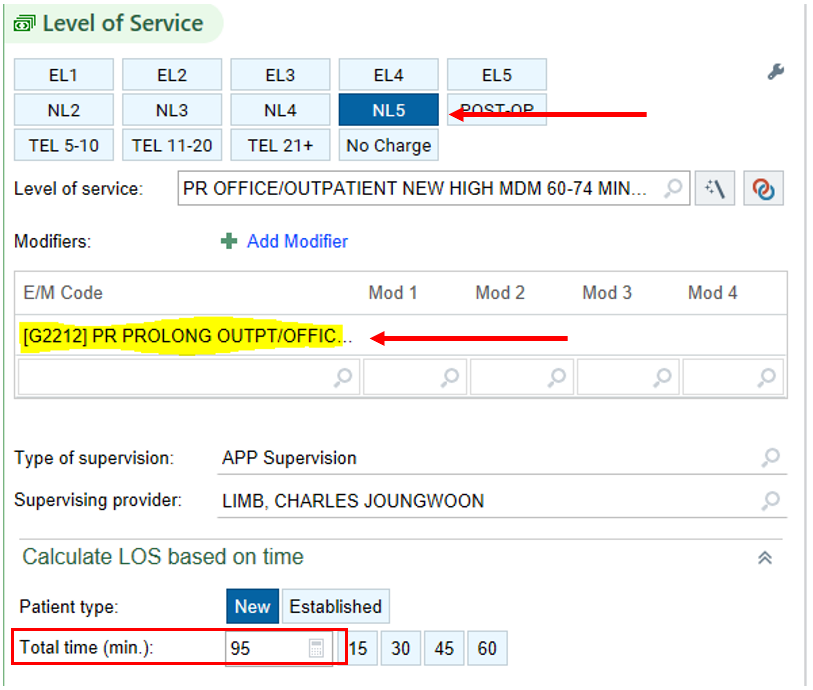 Level of Service
EL1 EL2 EL3 EL4 EL5
NL2 NL3 NL4 NL5 POST-OP
TEL 5-10 TEL 11-20 TEL 21+ No Charge
Level of service: PR OFFICE/OUTPATIENT NEW HIGH MDM 60-74 MIN...
Modifiers: Add Modifier
E/M Code Mod 1 Mod 2 Mod 3 Mod 4
[G2212] PR PROLONG OUTPT/OFFIC...
Type of supervision: APP Supervision
Supervising provider: LIMB, CHARLES JOUNGWOON
Calculate LOS based on time
Patient type: New Established
Total time (min.): 95 15 30 45 60